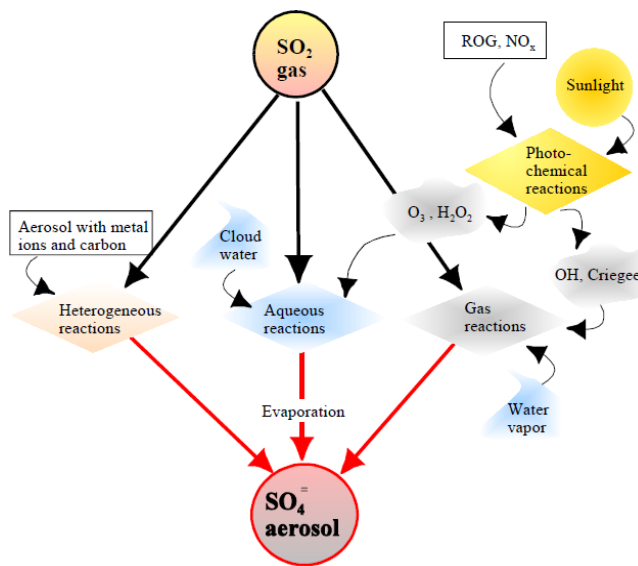 SO₂
gas
ROG, NOₓ
Sunlight
Photo-
chemical
reactions
O₃ , H₂O₂
Aerosol with metal
ions and carbon
Cloud
water
OH, Criegee
Heterogeneous
reactions
Aqueous
reactions
Gas
reactions
Evaporation
Water
vapor
SO₄⁼
aerosol